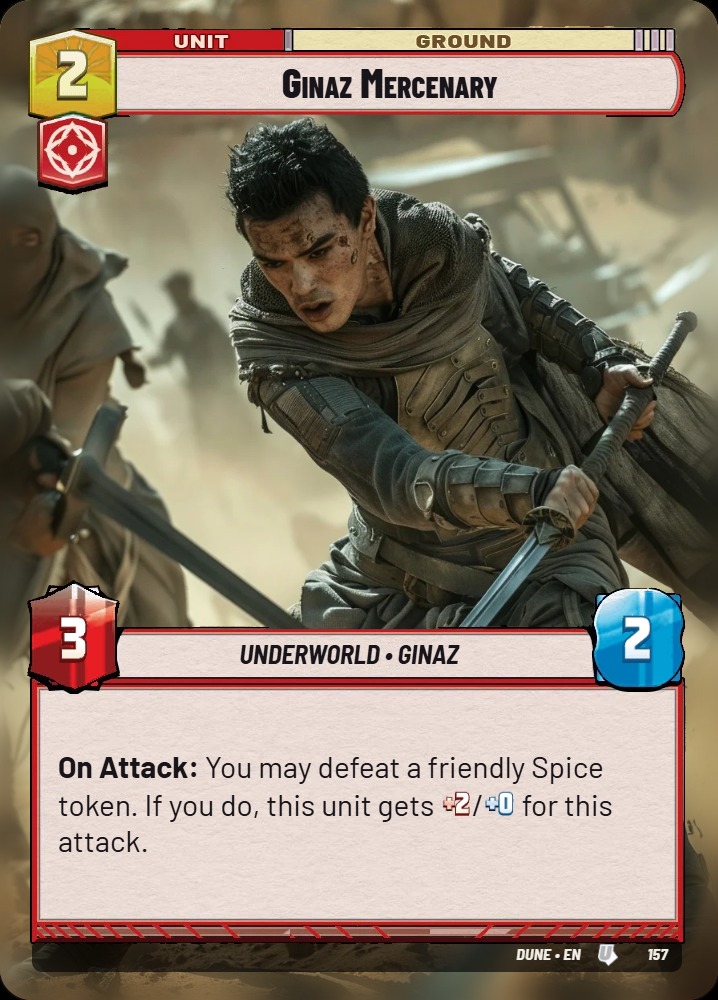 UNIT GROUND
2 Ginaz Mercenary
3 UNDERWORLD • GINAZ 2
On Attack: You may defeat a friendly Spice
token. If you do, this unit gets +2/+0 for this
attack.
DUNE • EN U 157